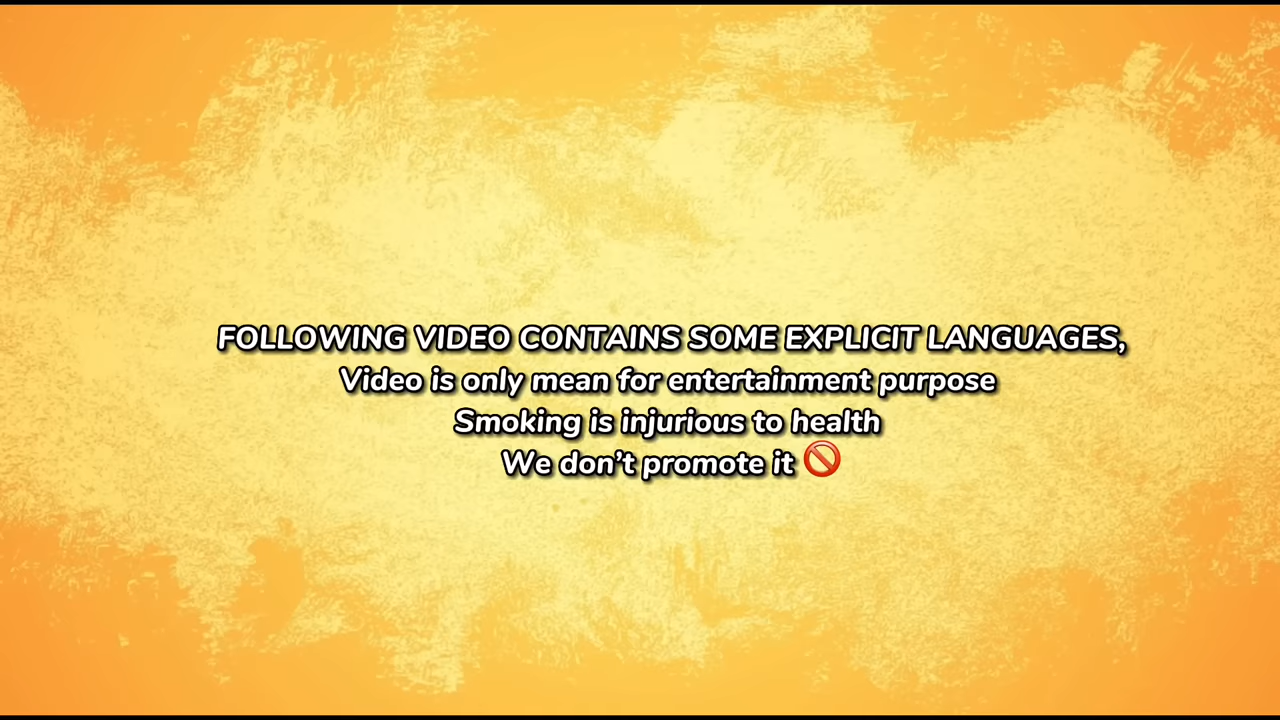 FOLLOWING VIDEO CONTAINS SOME EXPLICIT LANGUAGES,
Video is only mean for entertainment purpose
Smoking is injurious to health
We don’t promote it 🚫